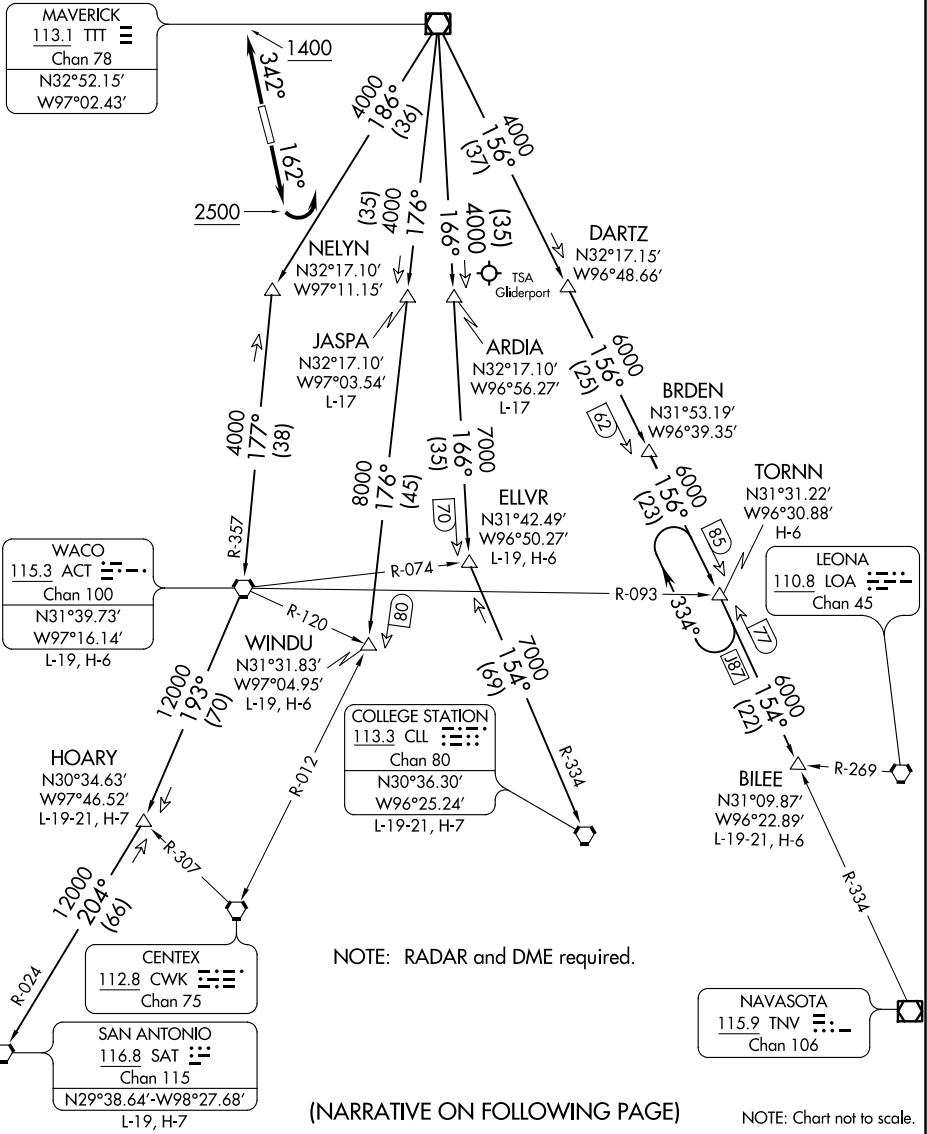 MAVERICK
113.1 TTT
Chan 78
N32°52.15′
W97°02.43′
1400
342°
162°
2500
4000
186°
(36)
(35)
4000
176°
(35)
4000
166°
4000
156°
(37)
NELYN
N32°17.10′
W97°11.15′
TSA
Gliderport
DARTZ
N32°17.15′
W96°48.66′
JASPA
N32°17.10′
W97°03.54′
L-17
ARDIA
N32°17.10′
W96°56.27′
L-17
6000
156°
(25)
62
BRDEN
N31°53.19′
W96°39.35′
4000
177°
(38)
R-357
8000
176°
(45)
7000
166°
(35)
70
ELLVR
N31°42.49′
W96°50.27′
L-19, H-6
6000
156°
(23)
85
TORNN
N31°31.22′
W96°30.88′
H-6
WACO
115.3 ACT
Chan 100
N31°39.73′
W97°16.14′
L-19, H-6
R-074
R-093
R-120
LEONA
110.8 LOA
Chan 45
334°
J87
77
WINDU
N31°31.83′
W97°04.95′
L-19, H-6
80
7000
154°
(69)
R-334
6000
154°
(22)
12000
193°
(70)
R-012
COLLEGE STATION
113.3 CLL
Chan 80
N30°36.30′
W96°25.24′
L-19-21, H-7
HOARY
N30°34.63′
W97°46.52′
L-19-21, H-7
R-269
BILEE
N31°09.87′
W96°22.89′
L-19-21, H-6
R-307
R-334
12000
204°
(66)
R-024
CENTEX
112.8 CWK
Chan 75
NOTE: RADAR and DME required.
NAVASOTA
115.9 TNV
Chan 106
SAN ANTONIO
116.8 SAT
Chan 115
N29°38.64′-W98°27.68′
L-19, H-7
(NARRATIVE ON FOLLOWING PAGE)
NOTE: Chart not to scale.